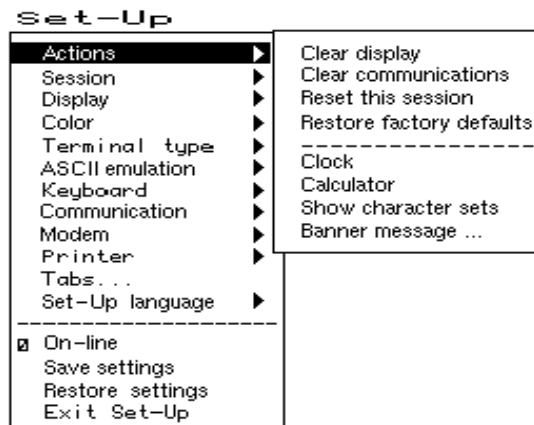 Set-Up
Actions
Session
Display
Color
Terminal type
ASCII emulation
Keyboard
Communication
Modem
Printer
Tabs...
Set-Up language
On-line
Save settings
Restore settings
Exit Set-Up
Clear display
Clear communications
Reset this session
Restore factory defaults
Clock
Calculator
Show character sets
Banner message ...